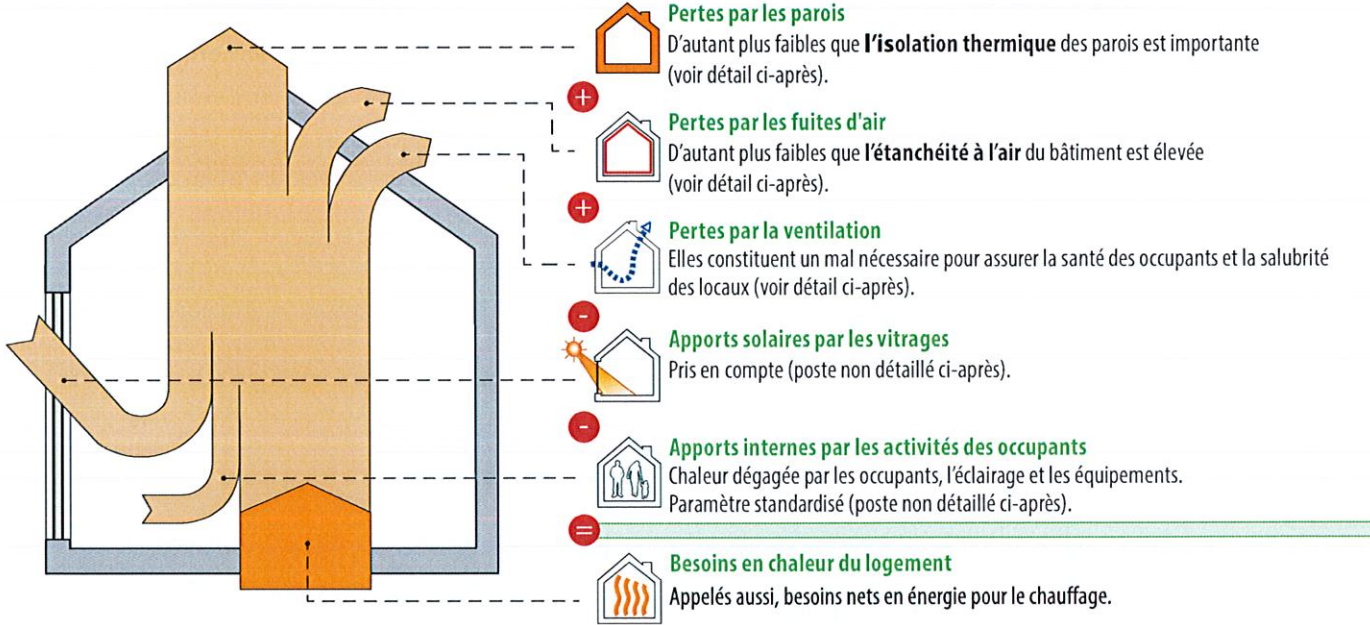 Pertes par les parois
D'autant plus faibles que l'isolation thermique des parois est importante
(voir détail ci-après).
+
Pertes par les fuites d'air
D'autant plus faibles que l'étanchéité à l'air du bâtiment est élevée
(voir détail ci-après).
+
Pertes par la ventilation
Elles constituent un mal nécessaire pour assurer la santé des occupants et la salubrité
des locaux (voir détail ci-après).
-
Apports solaires par les vitrages
Pris en compte (poste non détaillé ci-après).
-
Apports internes par les activités des occupants
Chaleur dégagée par les occupants, l'éclairage et les équipements.
Paramètre standardisé (poste non détaillé ci-après).
=
Besoins en chaleur du logement
Appelés aussi, besoins nets en énergie pour le chauffage.